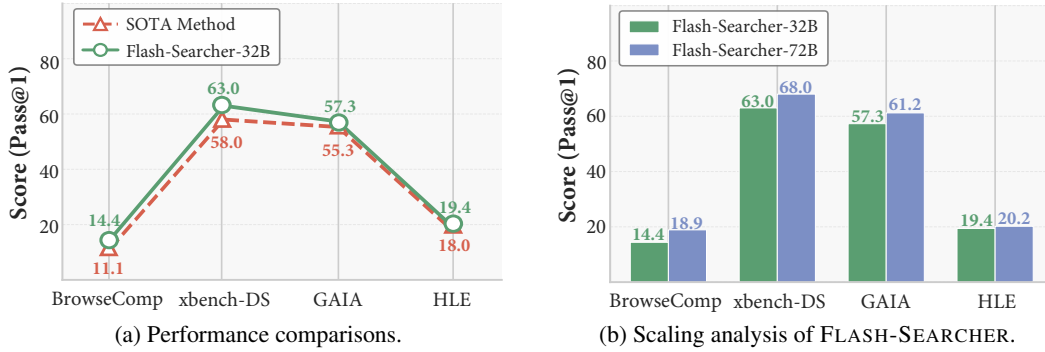 SOTA Method
Flash-Searcher-32B
Score (Pass@1)
80
60
40
20
14.4
11.1
63.0
58.0
57.3
55.3
19.4
18.0
BrowseComp
xbench-DS
GAIA
HLE
(a) Performance comparisons.
Flash-Searcher-32B
Flash-Searcher-72B
Score (Pass@1)
80
60
40
20
14.4
18.9
63.0
68.0
57.3
61.2
19.4
20.2
BrowseComp
xbench-DS
GAIA
HLE
(b) Scaling analysis of FLASH-SEARCHER.